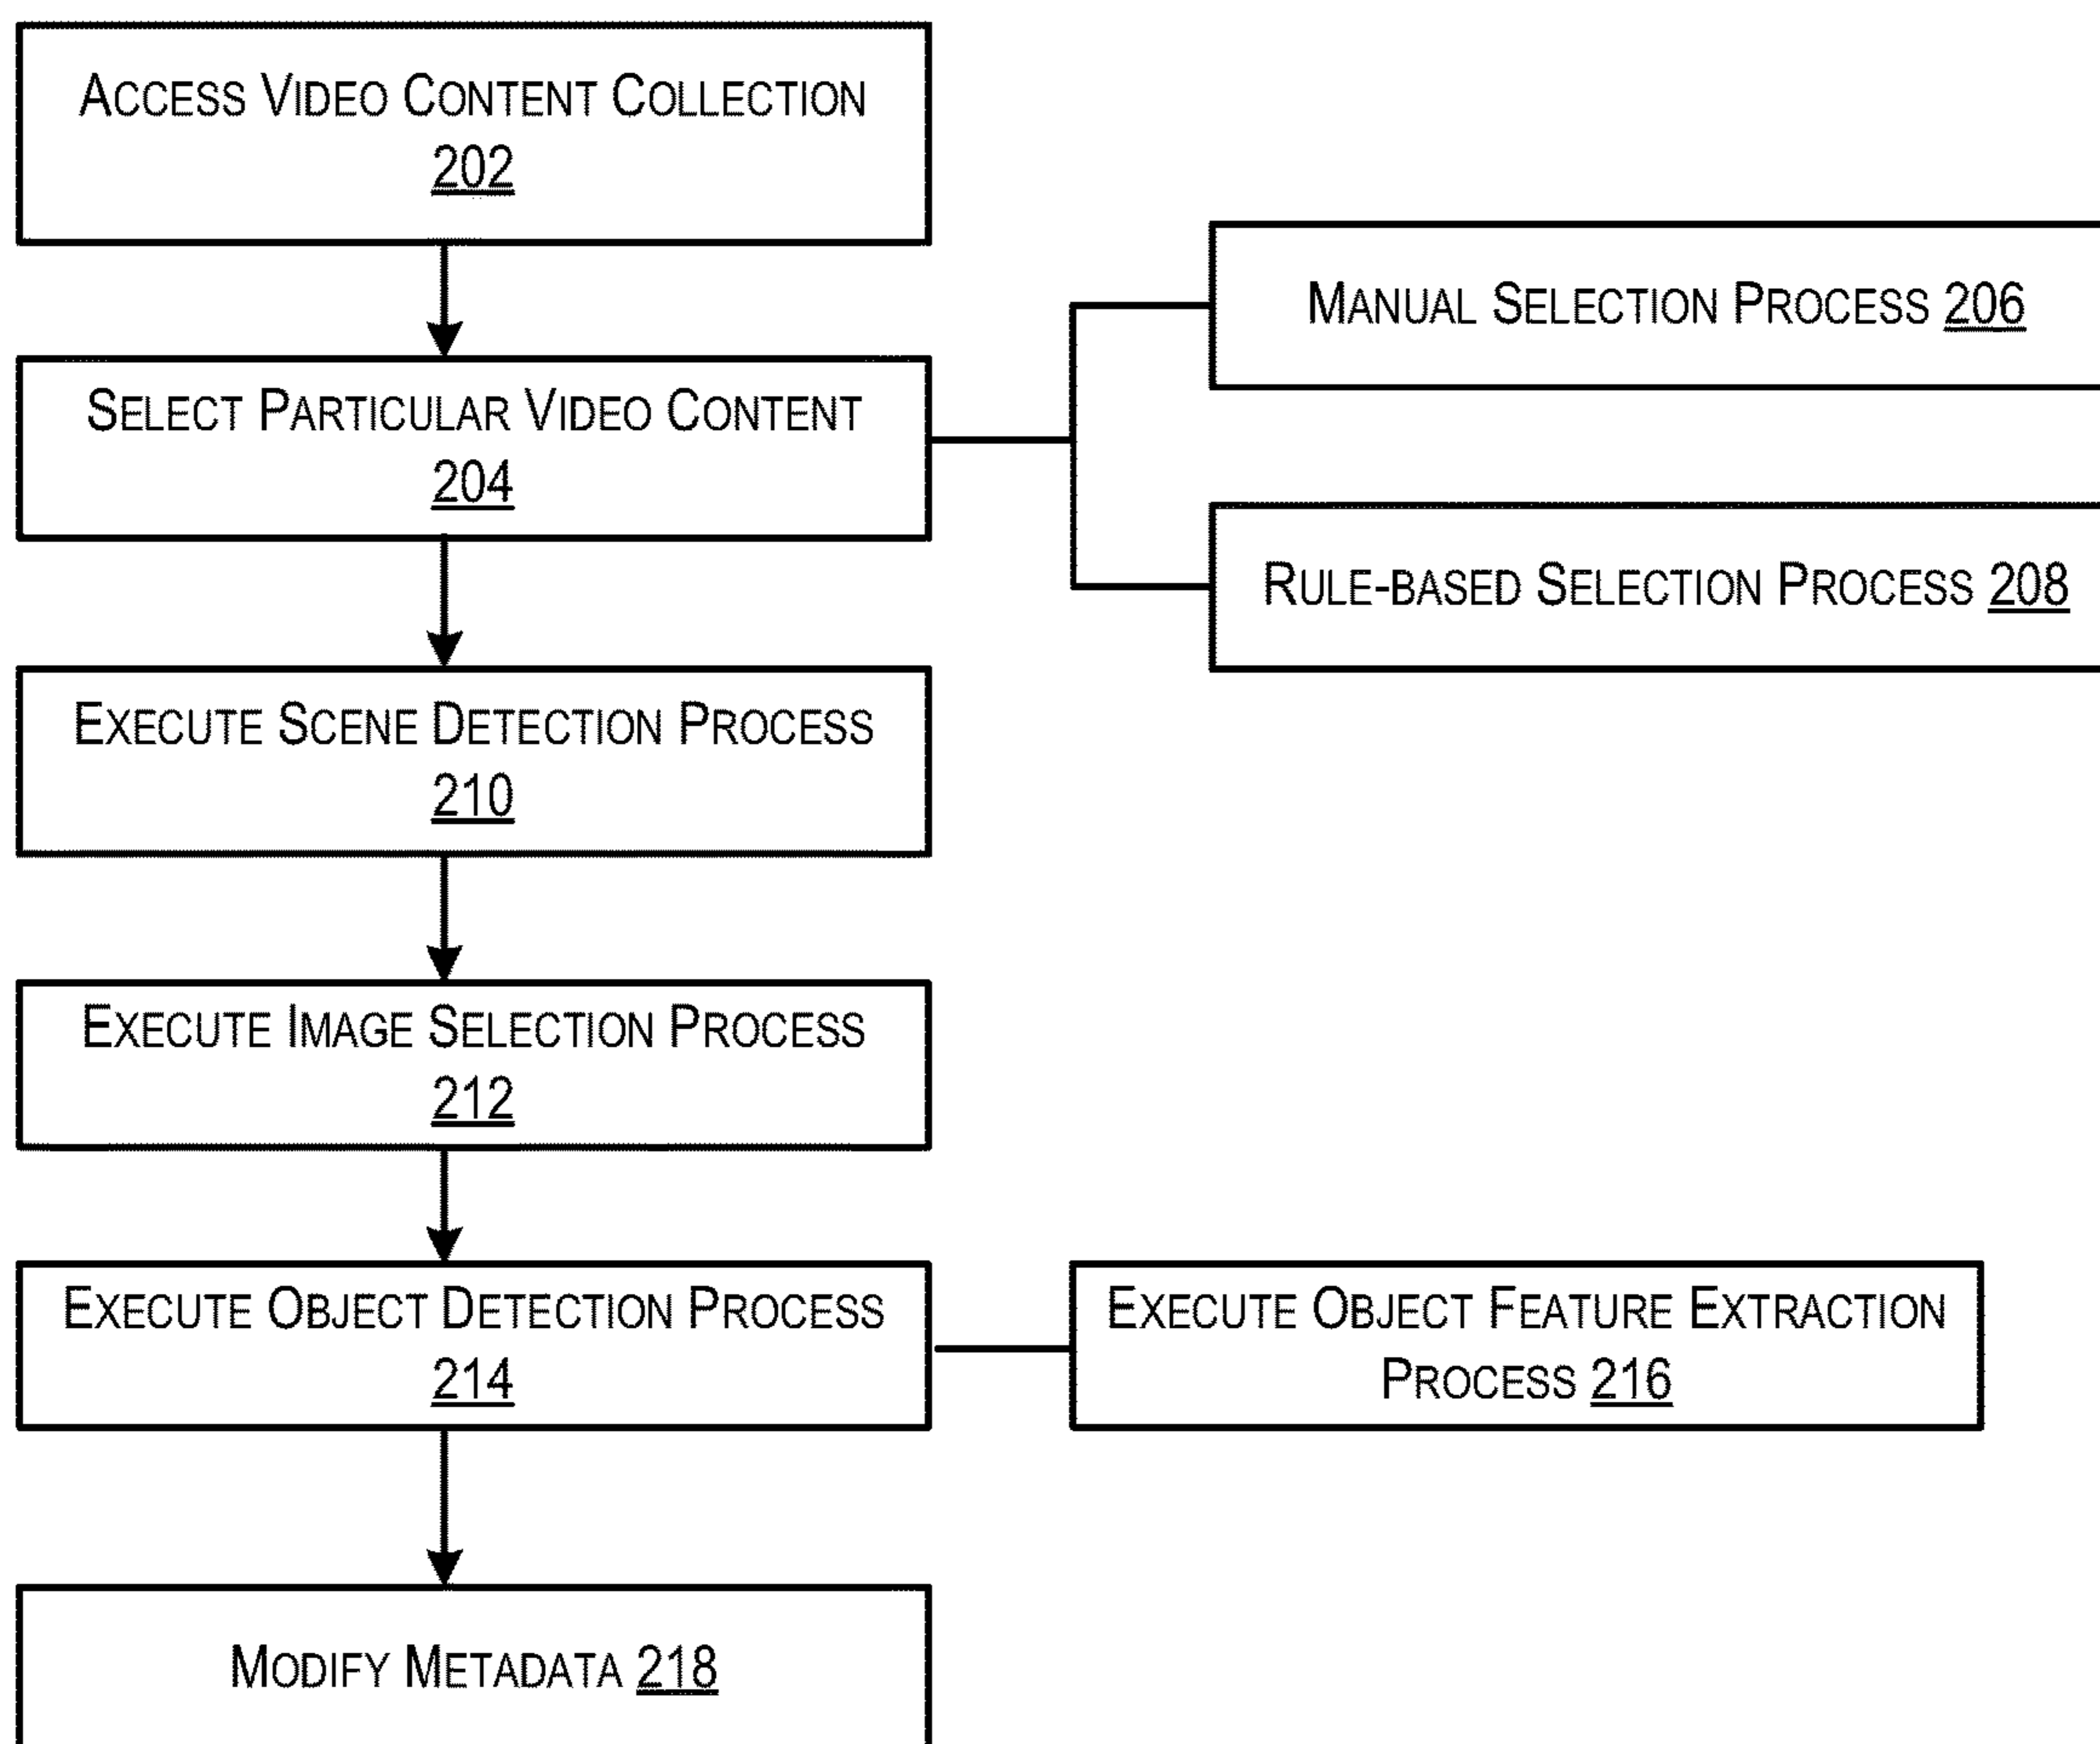 ACCESS VIDEO CONTENT COLLECTION
202
MANUAL SELECTION PROCESS 206
SELECT PARTICULAR VIDEO CONTENT
204
RULE-BASED SELECTION PROCESS 208
EXECUTE SCENE DETECTION PROCESS
210
EXECUTE IMAGE SELECTION PROCESS
212
EXECUTE OBJECT DETECTION PROCESS
214
EXECUTE OBJECT FEATURE EXTRACTION
PROCESS 216
MODIFY METADATA 218